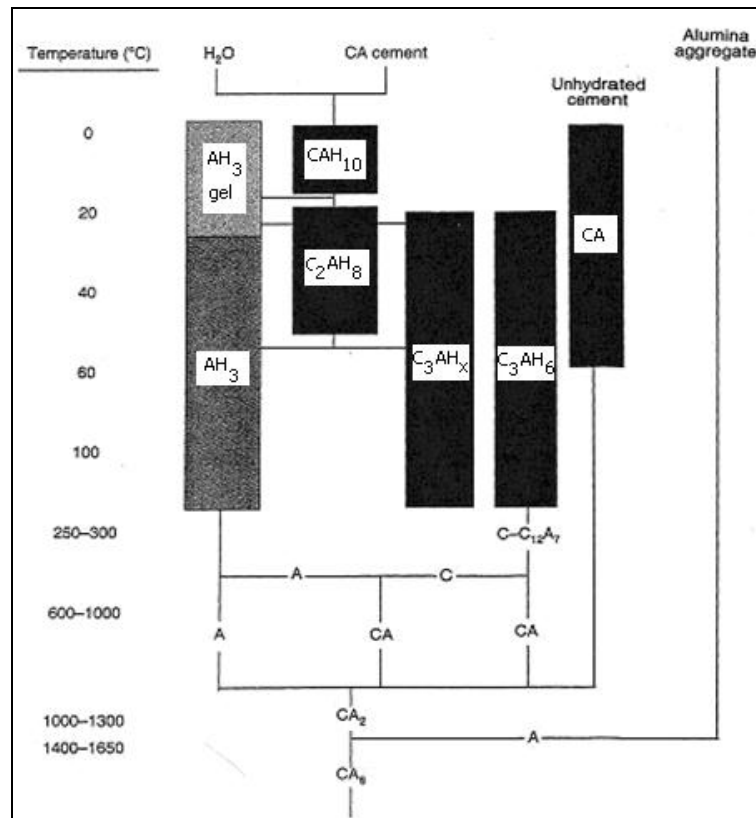 Temperature (°C)
H₂O
CA cement
Alumina
aggregate
Unhydrated
cement
0
AH₃
gel
CAH₁₀
20
CA
C₂AH₈
40
AH₃
C₃AHₓ
C₃AH₆
60
100
250–300
C–C₁₂A₇
A
C
600–1000
A
CA
CA
1000–1300
CA₂
1400–1650
A
CA₆